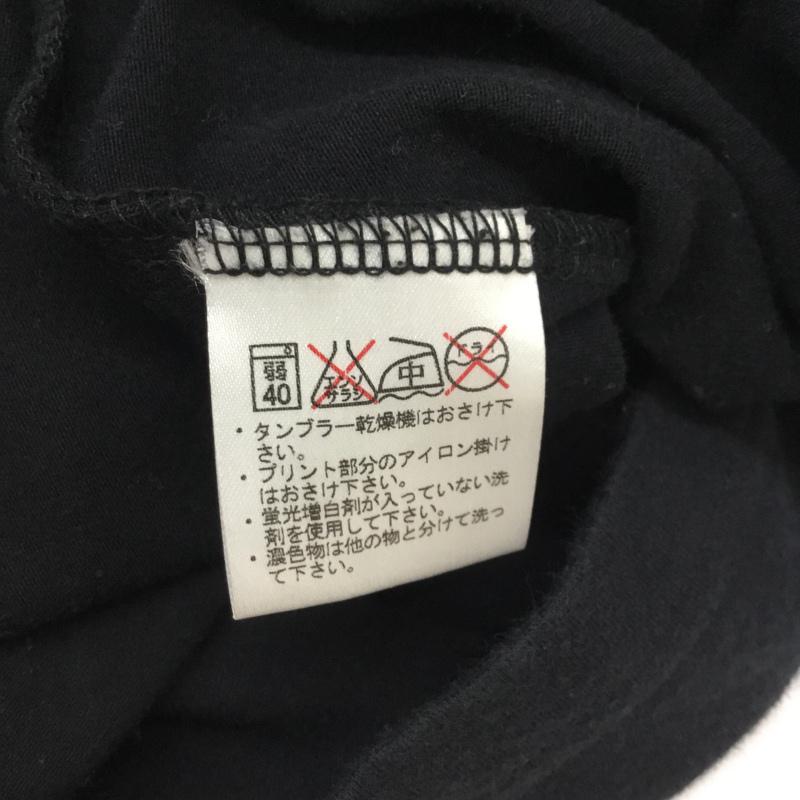 弱
40
エンソ
サラシ
中
ドライ
・タンブラー乾燥機はおさけ下
さい。
・プリント部分のアイロン掛け
はおさけ下さい。
・蛍光増白剤が入っていない洗
剤を使用して下さい。
・濃色物は他の物と分けて洗っ
て下さい。